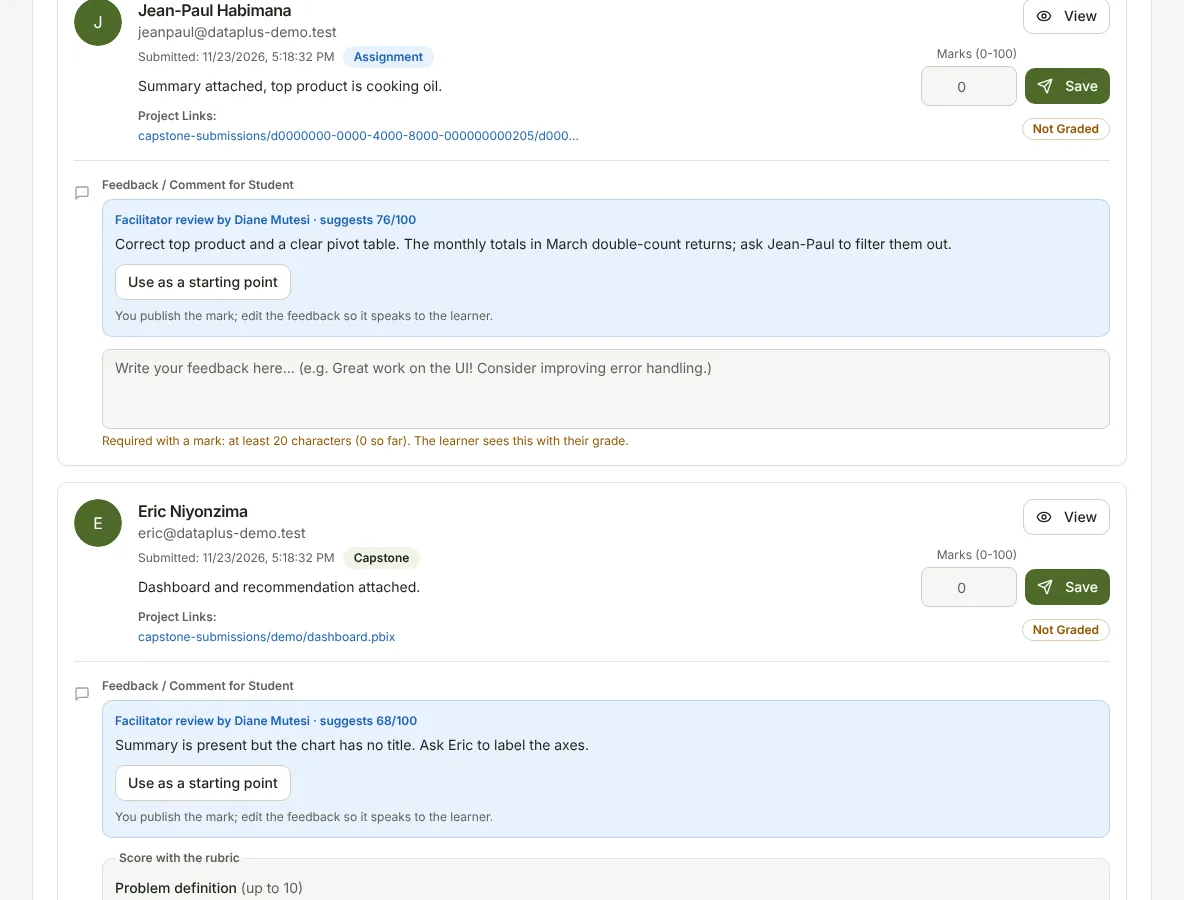 J
Jean-Paul Habimana
View
jeanpaul@dataplus-demo.test
Submitted: 11/23/2026, 5:18:32 PM Assignment
Marks (0-100)
Summary attached, top product is cooking oil.
0
Save
Project Links:
Not Graded
capstone-submissions/d0000000-0000-4000-8000-000000000205/d000...
Feedback / Comment for Student
Facilitator review by Diane Mutesi · suggests 76/100
Correct top product and a clear pivot table. The monthly totals in March double-count returns; ask Jean-Paul to filter them out.
Use as a starting point
You publish the mark; edit the feedback so it speaks to the learner.
Write your feedback here... (e.g. Great work on the UI! Consider improving error handling.)
Required with a mark: at least 20 characters (0 so far). The learner sees this with their grade.
E
Eric Niyonzima
View
eric@dataplus-demo.test
Submitted: 11/23/2026, 5:18:32 PM Capstone
Marks (0-100)
Dashboard and recommendation attached.
0
Save
Project Links:
Not Graded
capstone-submissions/demo/dashboard.pbix
Feedback / Comment for Student
Facilitator review by Diane Mutesi · suggests 68/100
Summary is present but the chart has no title. Ask Eric to label the axes.
Use as a starting point
You publish the mark; edit the feedback so it speaks to the learner.
Score with the rubric
Problem definition (up to 10)